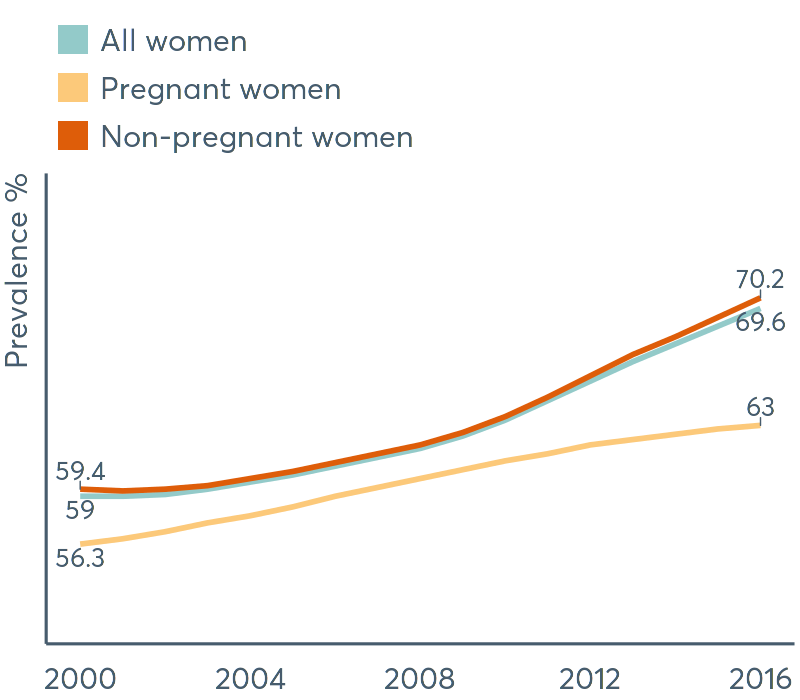 All women
Pregnant women
Non-pregnant women
Prevalence %
70.2
69.6
63
59.4
59
56.3
2000 2004 2008 2012 2016